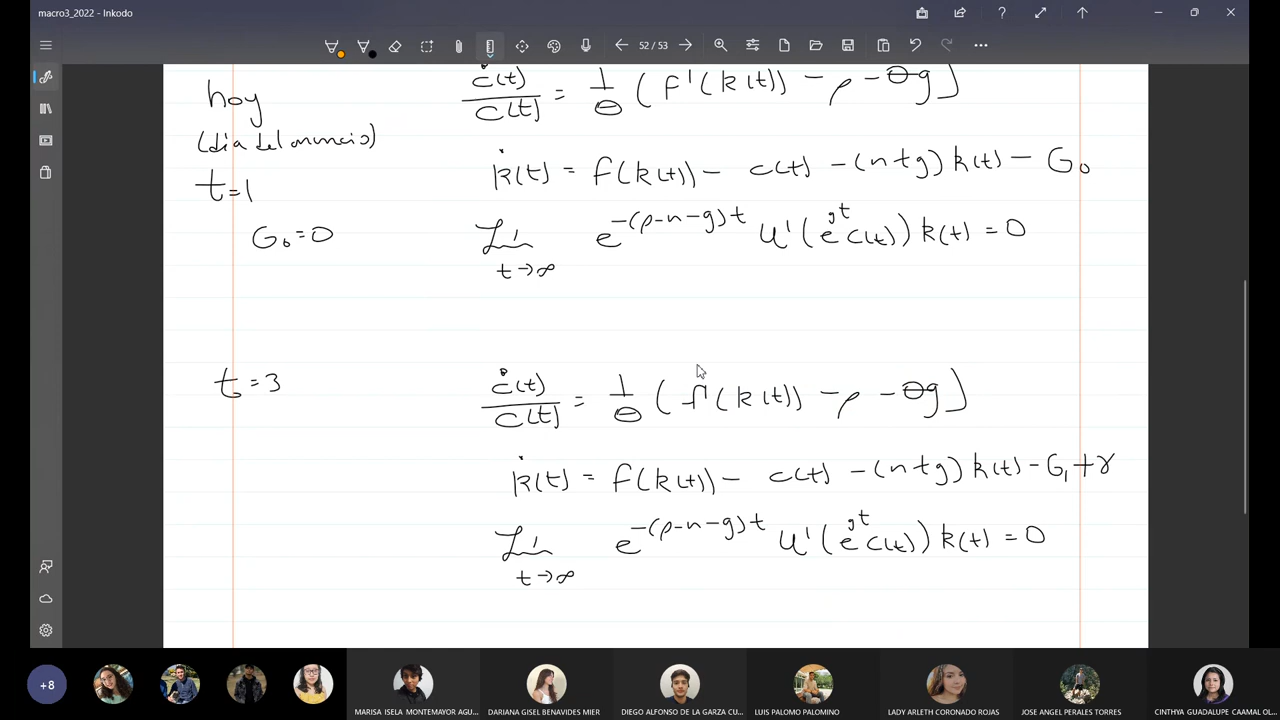 macro3_2022 - Inkodo
52 / 53
hoy
(día del anuncio)
t=1
G₀=0
ċ(t)/c(t) = 1/θ (f'(k(t)) - ρ - θg)
k̇(t) = f(k(t)) - c(t) - (n+g)k(t) - G₀
Lim t→∞ e^-(ρ-n-g)t u'(e^gt c(t)) k(t) = 0
t=3
ċ(t)/c(t) = 1/θ (f'(k(t)) - ρ - θg)
k̇(t) = f(k(t)) - c(t) - (n+g)k(t) - G₁ + γ
Lim t→∞ e^-(ρ-n-g)t u'(e^gt c(t)) k(t) = 0
+8
MARISA ISELA MONTEMAYOR AGU...
DARIANA GISEL BENAVIDES MIER
DIEGO ALFONSO DE LA GARZA CU...
LUIS PALOMO PALOMINO
LADY ARLETH CORONADO ROJAS
JOSE ANGEL PERALES TORRES
CINTHYA GUADALUPE CAAMAL OL...